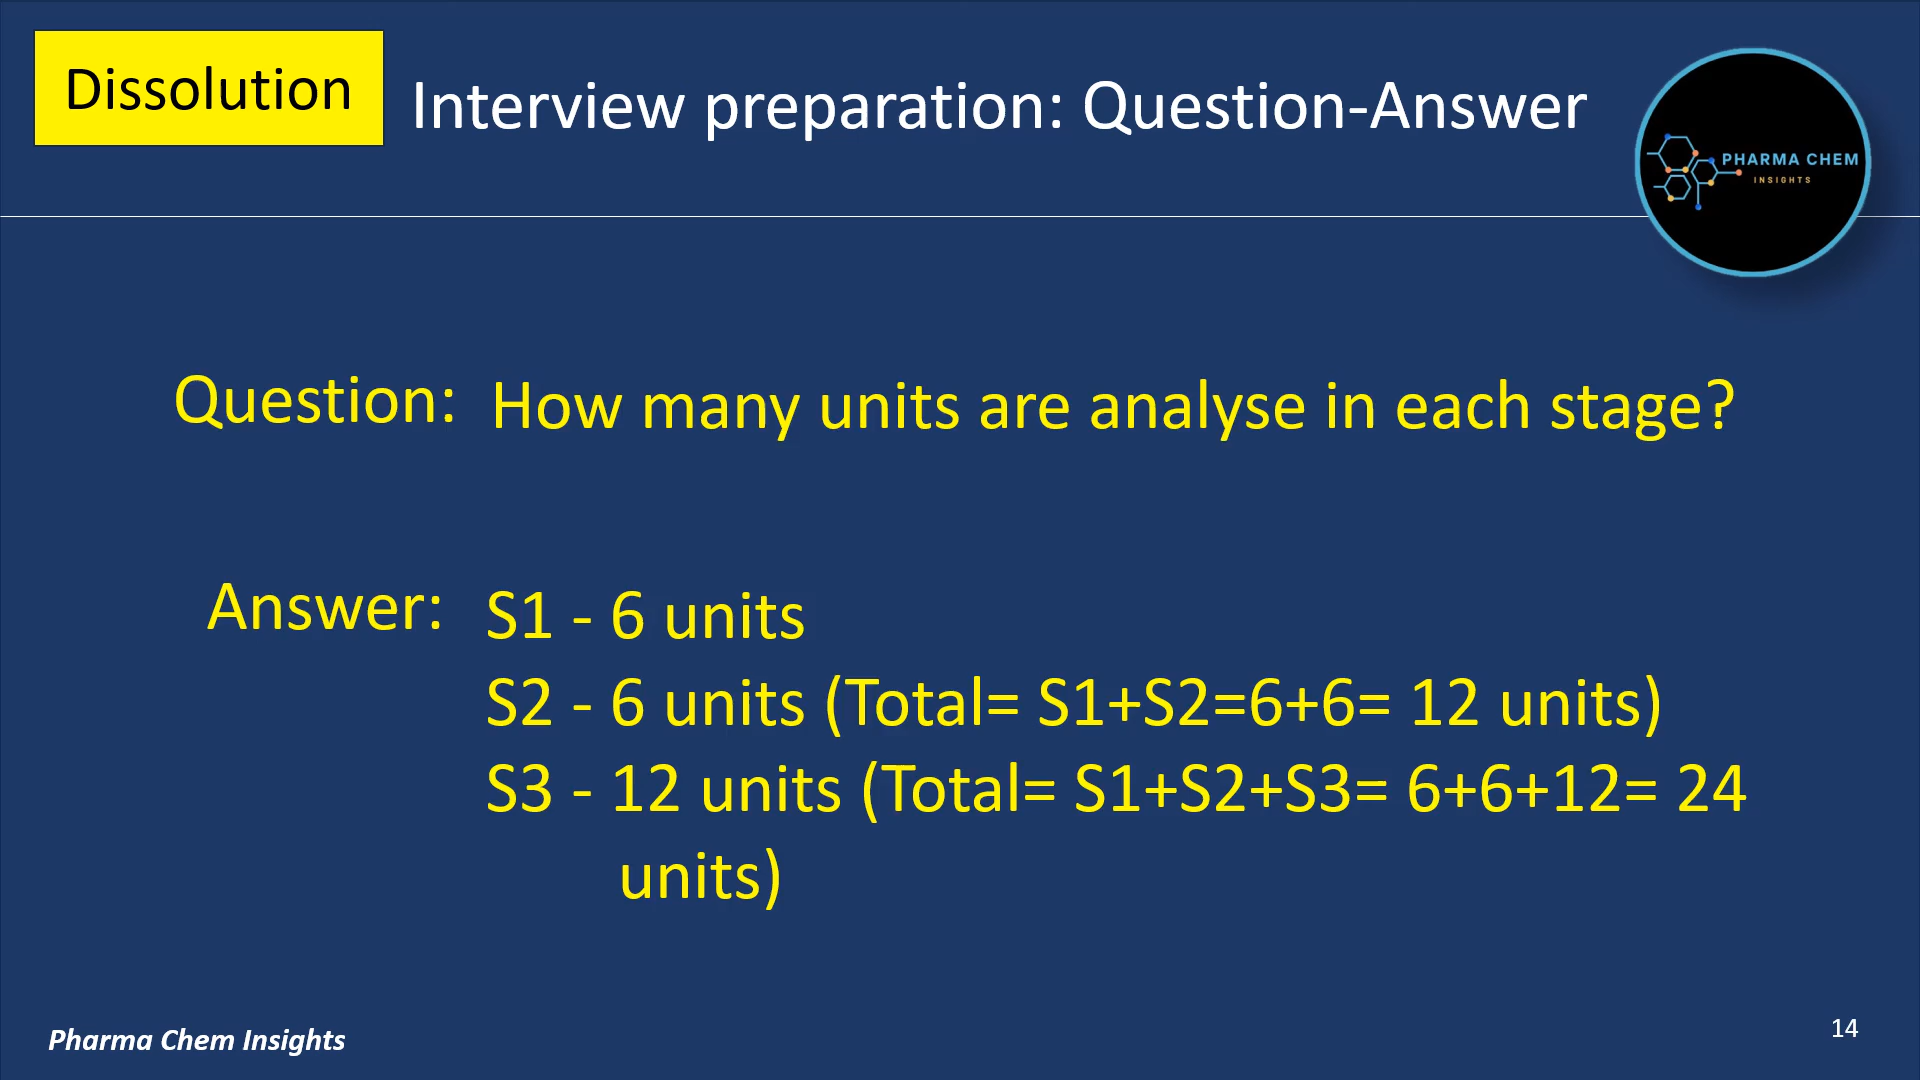 Dissolution
Interview preparation: Question-Answer
PHARMA CHEM
INSIGHTS
Question: How many units are analyse in each stage?
Answer: S1 - 6 units
S2 - 6 units (Total= S1+S2=6+6= 12 units)
S3 - 12 units (Total= S1+S2+S3= 6+6+12= 24
units)
Pharma Chem Insights
14